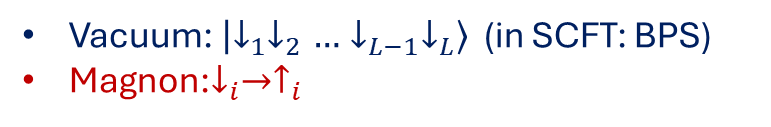 • Vacuum: |↓₁↓₂ … ↓_{L−1}↓_L⟩ (in SCFT: BPS)
• Magnon:↓ᵢ→↑ᵢ